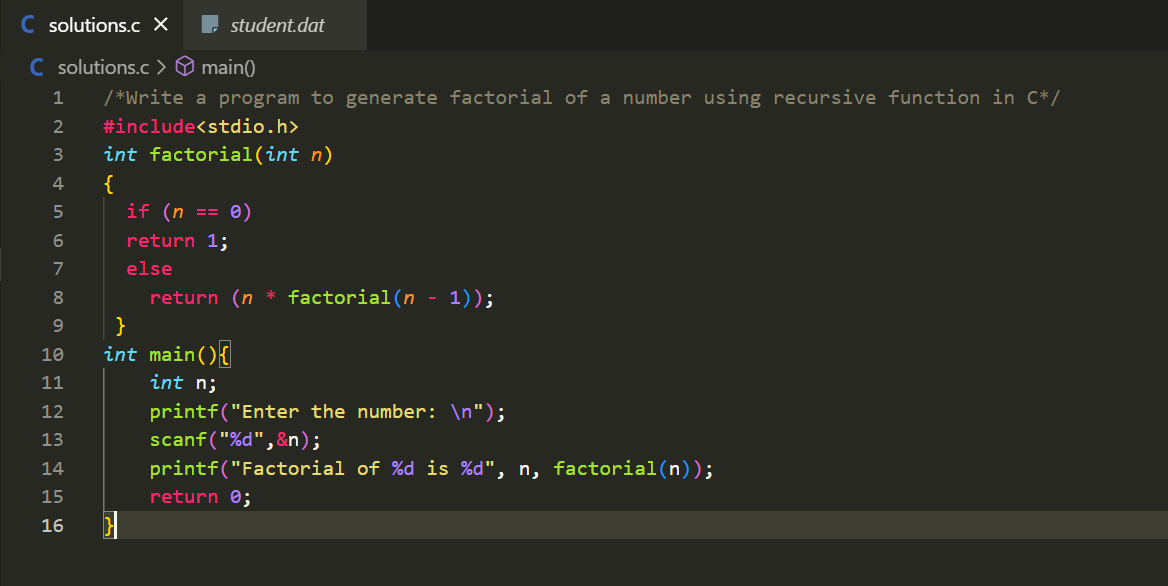 C solutions.c × student.dat
C solutions.c > main()
1 /*Write a program to generate factorial of a number using recursive function in C*/
2 #include<stdio.h>
3 int factorial(int n)
4 {
5   if (n == 0)
6   return 1;
7   else
8     return (n * factorial(n - 1));
9  }
10 int main(){
11     int n;
12     printf("Enter the number: \n");
13     scanf("%d",&n);
14     printf("Factorial of %d is %d", n, factorial(n));
15     return 0;
16 }